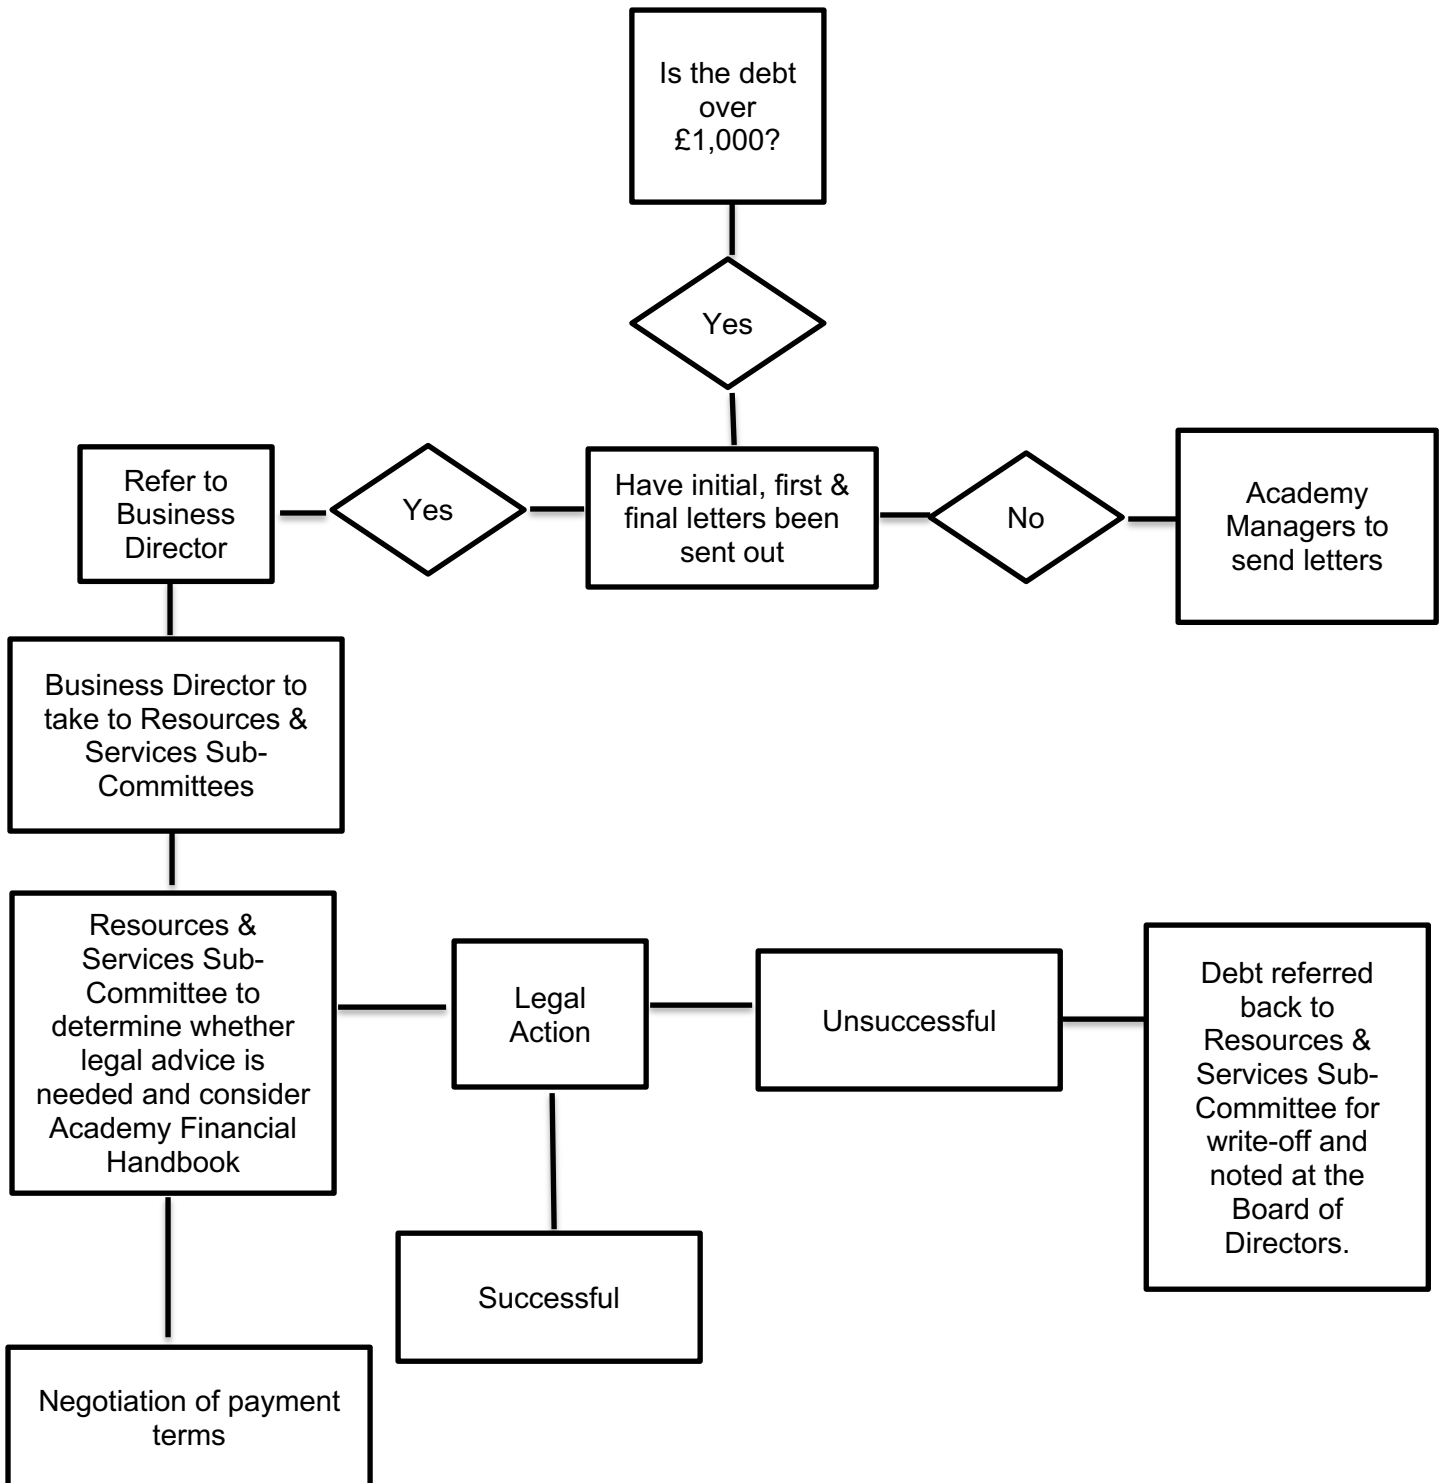 Is the debt
over
£1,000?
Yes
Refer to
Business
Director
Yes
Have initial, first &
final letters been
sent out
No
Academy
Managers to
send letters
Business Director to
take to Resources &
Services Sub-
Committees
Resources &
Services Sub-
Committee to
determine whether
legal advice is
needed and consider
Academy Financial
Handbook
Legal
Action
Unsuccessful
Debt referred
back to
Resources &
Services Sub-
Committee for
write-off and
noted at the
Board of
Directors.
Successful
Negotiation of payment
terms